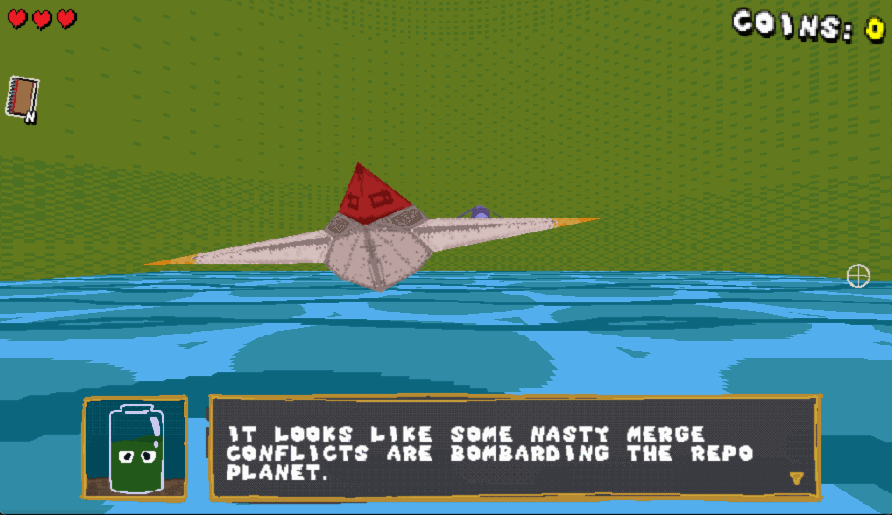 COINS: 0
N
IT LOOKS LIKE SOME NASTY MERGE
CONFLICTS ARE BOMBARDING THE REPO
PLANET.